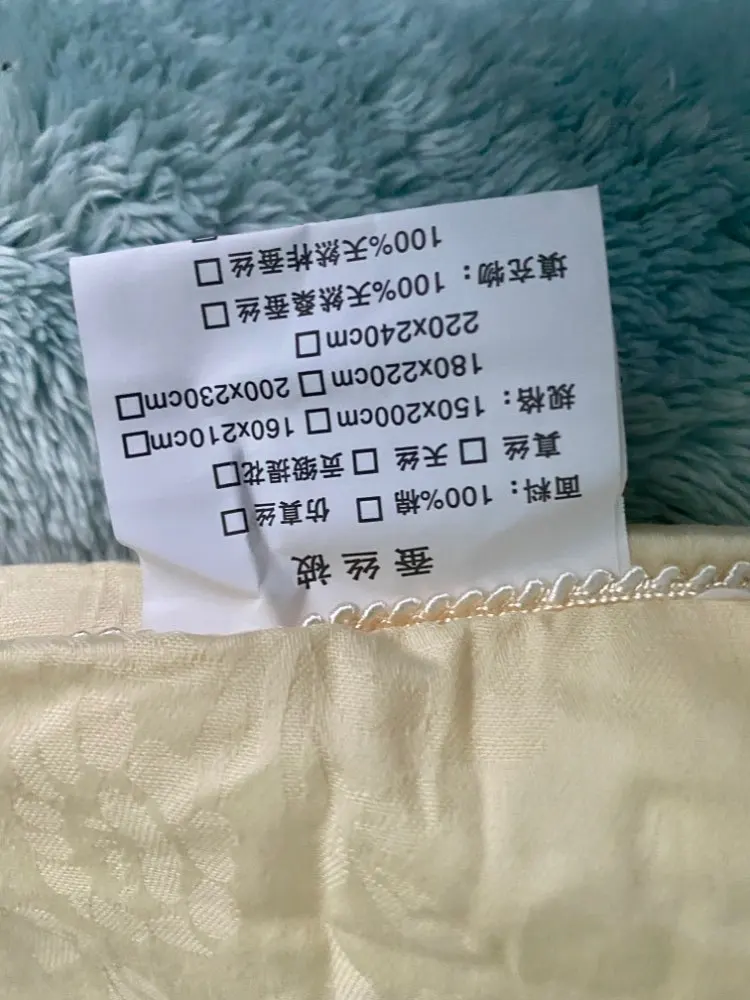 蚕丝被
面料：100%棉 □ 仿真丝□
真丝 □ 天丝 □ 贡缎提花□
规格：150x200cm□ 160x210cm□
180x220cm□ 200x230cm□
220x240cm□
填充物：100%天然桑蚕丝□
100%天然柞蚕丝□